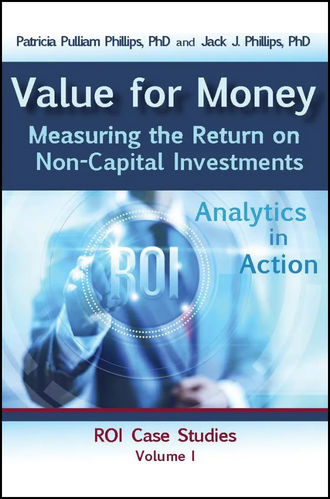 Patricia Pulliam Phillips, PhD and Jack J. Phillips, PhD
Value for Money
Measuring the Return on
Non-Capital Investments
Analytics
in
Action
ROI
ROI Case Studies
Volume I